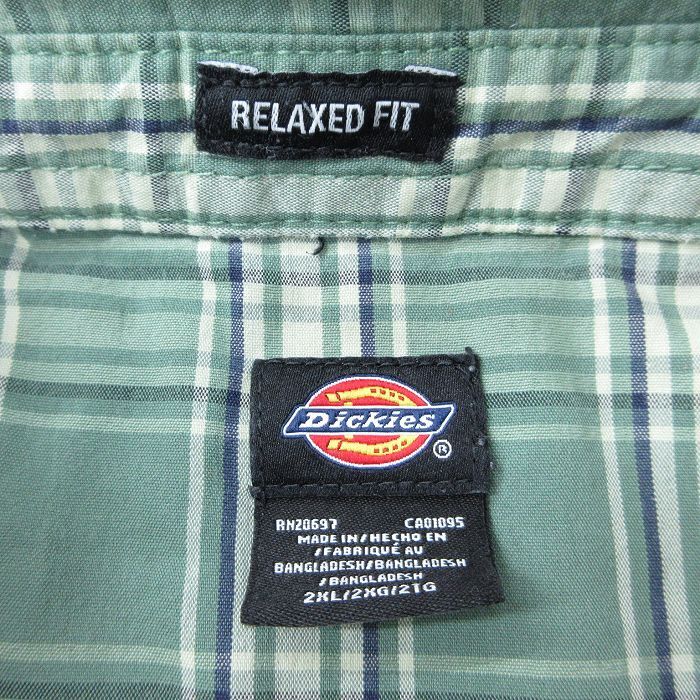 RELAXED FIT
Dickies ®
RN20697 CA01095
MADE IN/HECHO EN
/FABRIQUÉ AU
BANGLADESH/BANGLADESH
/BANGLADESH
2XL/2XG/2TG